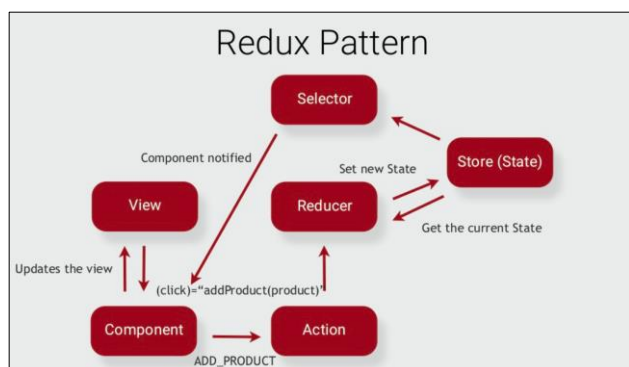 Redux Pattern
Selector
Component notified
Set new State
Store (State)
View
Reducer
Get the current State
Updates the view
(click)=“addProduct(product)’
Component
Action
ADD_PRODUCT